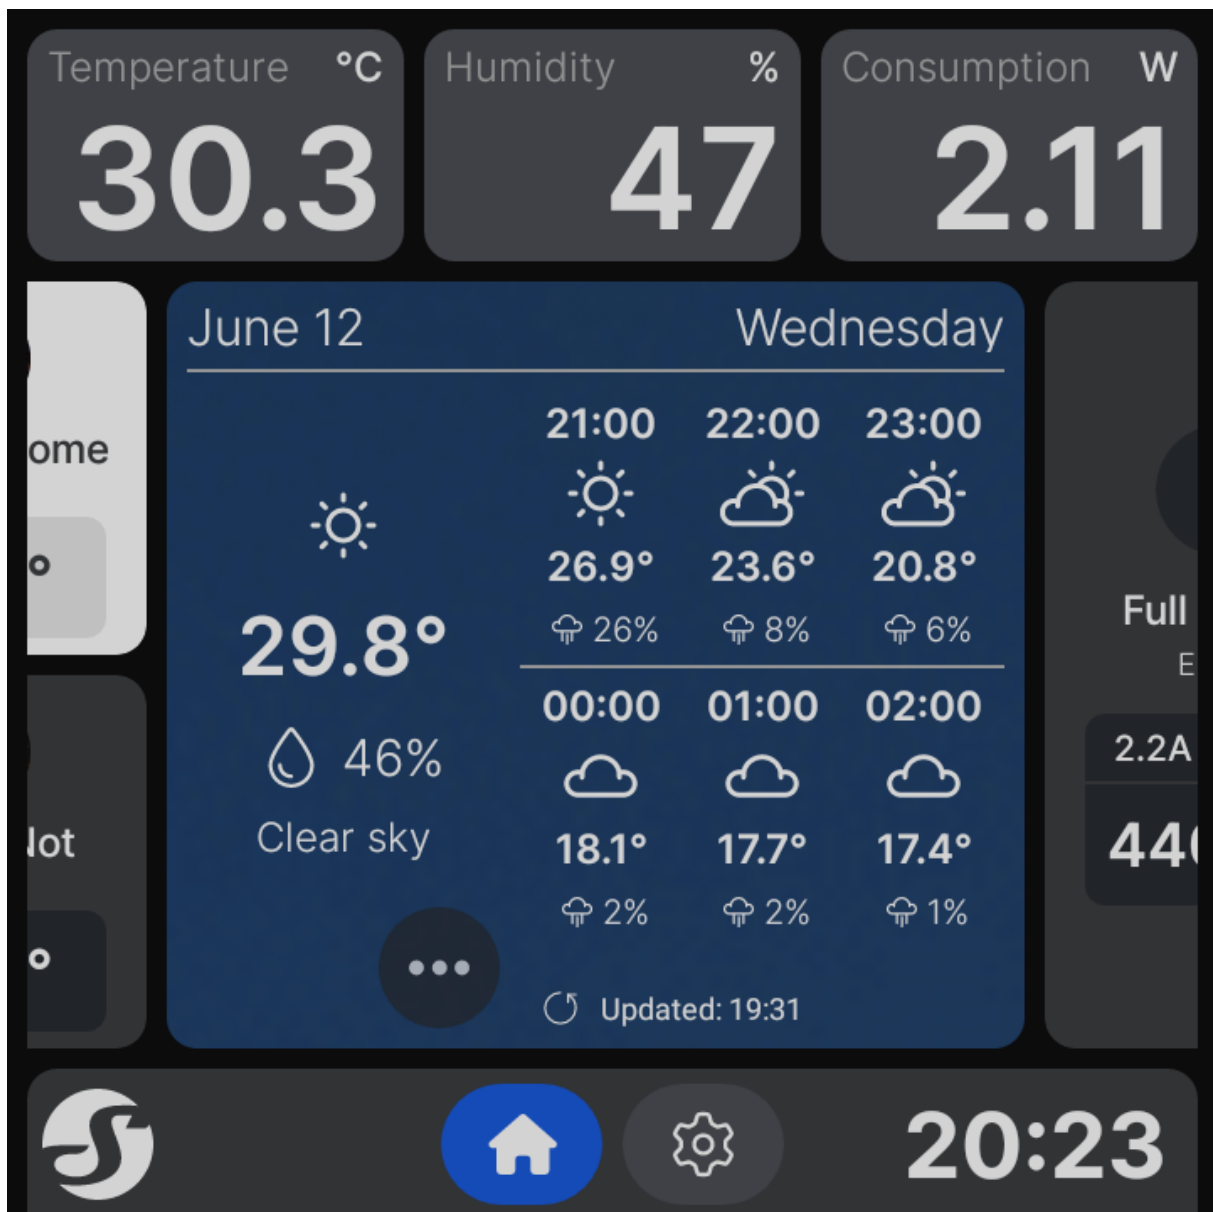 Temperature °C
30.3
Humidity %
47
Consumption W
2.11
ome
°
Not
°
June 12 Wednesday
29.8°
46%
Clear sky
21:00 22:00 23:00
26.9° 23.6° 20.8°
26% 8% 6%
00:00 01:00 02:00
18.1° 17.7° 17.4°
2% 2% 1%
Updated: 19:31
Full
E
2.2A
44
20:23